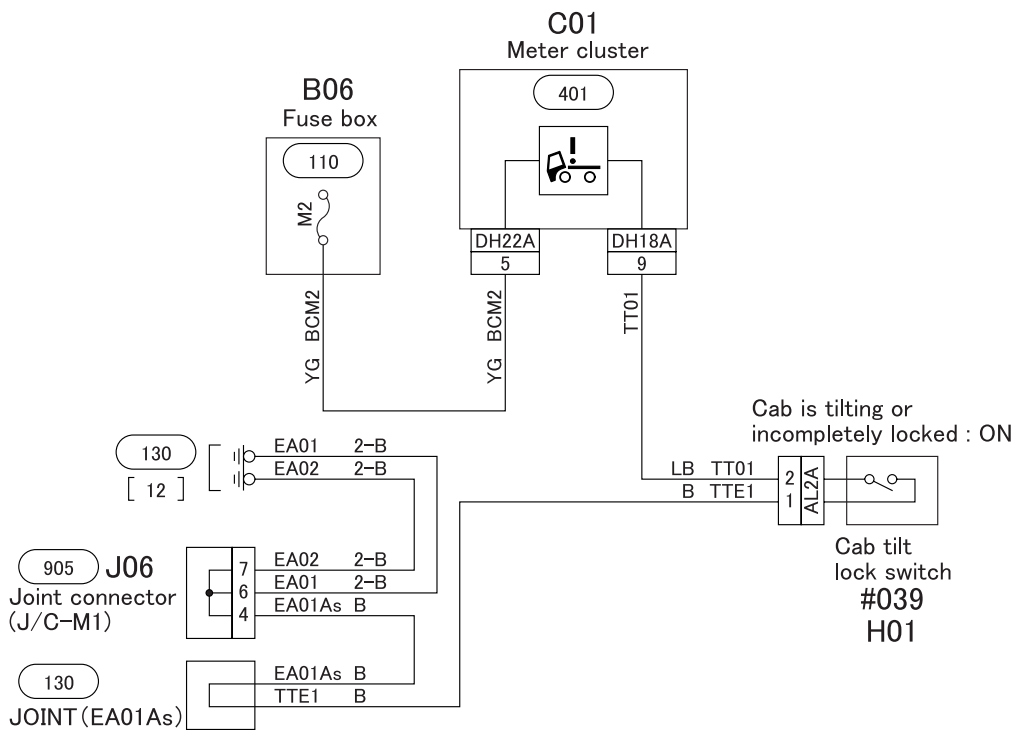 C01
Meter cluster
401
B06
Fuse box
110
M2
DH22A
5
DH18A
9
YG BCM2
YG BCM2
TT01
Cab is tilting or
incompletely locked : ON
130
[ 12 ]
EA01 2-B
EA02 2-B
LB TT01
B TTE1
2
1
AL2A
Cab tilt
lock switch
#039
H01
905 J06
Joint connector
(J/C-M1)
7
6
4
EA02 2-B
EA01 2-B
EA01As B
130
JOINT(EA01As)
EA01As B
TTE1 B